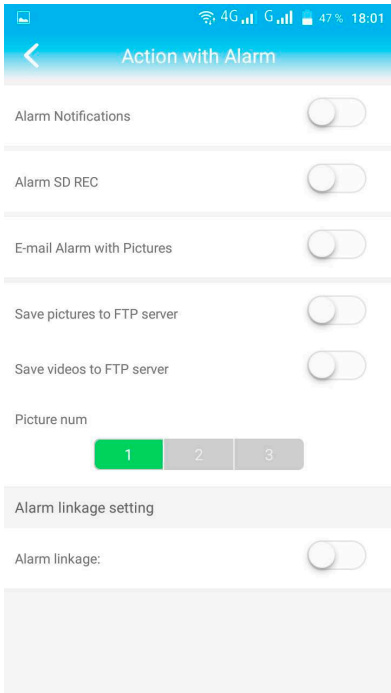 4G G 47 % 18:01
Action with Alarm
Alarm Notifications
Alarm SD REC
E-mail Alarm with Pictures
Save pictures to FTP server
Save videos to FTP server
Picture num
1 2 3
Alarm linkage setting
Alarm linkage: